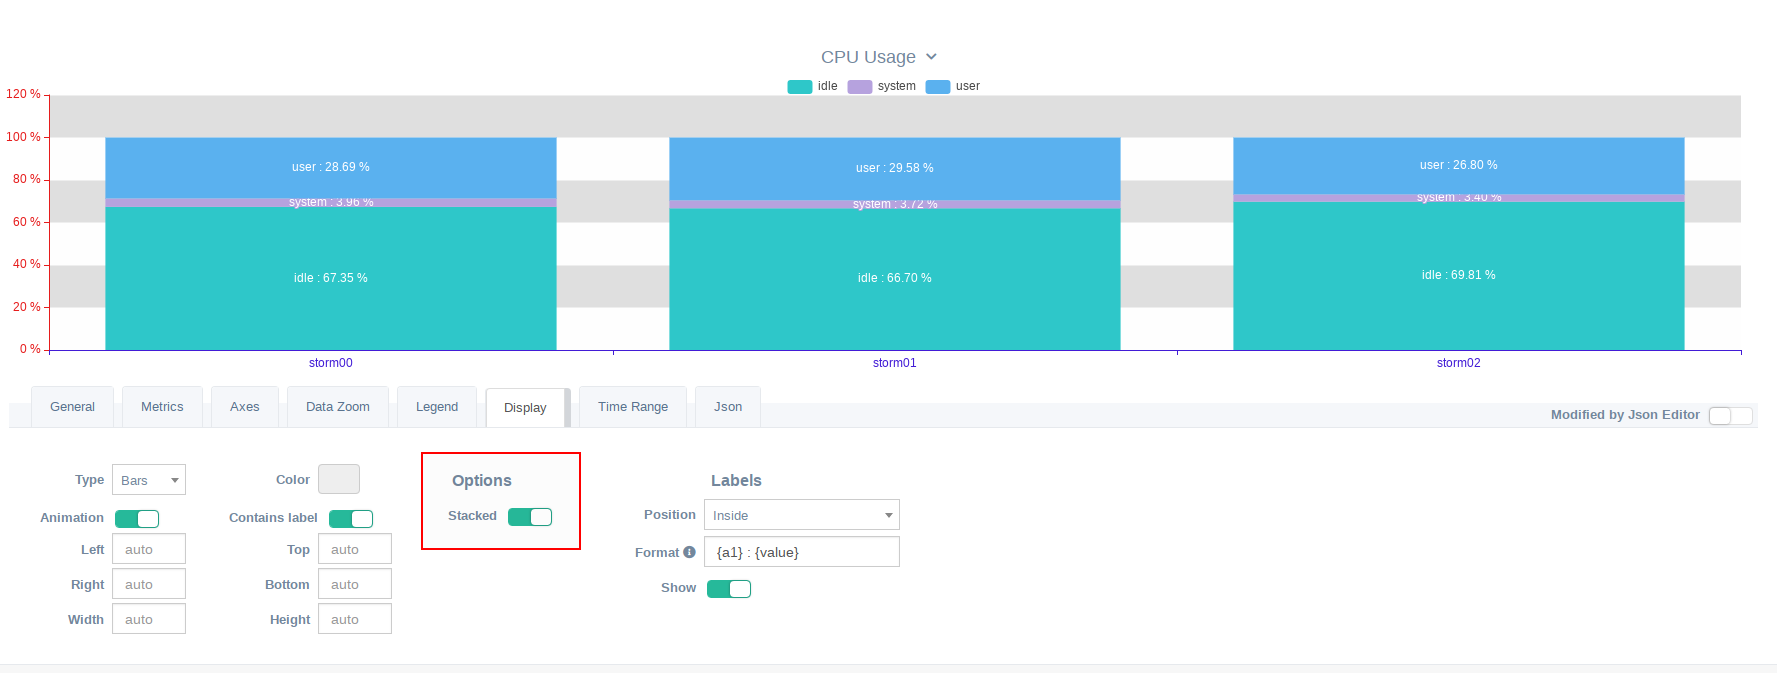 CPU Usage
idle system user
120 %
100 %
80 %
60 %
40 %
20 %
0 %
user : 28.69 %
system : 3.96 %
idle : 67.35 %
user : 29.58 %
system : 3.72 %
idle : 66.70 %
user : 26.80 %
system : 3.40 %
idle : 69.81 %
storm00 storm01 storm02
General Metrics Axes Data Zoom Legend Display Time Range Json
Modified by Json Editor
Type Bars
Color
Animation
Contains label
Left auto
Top auto
Right auto
Bottom auto
Width auto
Height auto
Options
Stacked
Labels
Position Inside
Format {a1} : {value}
Show